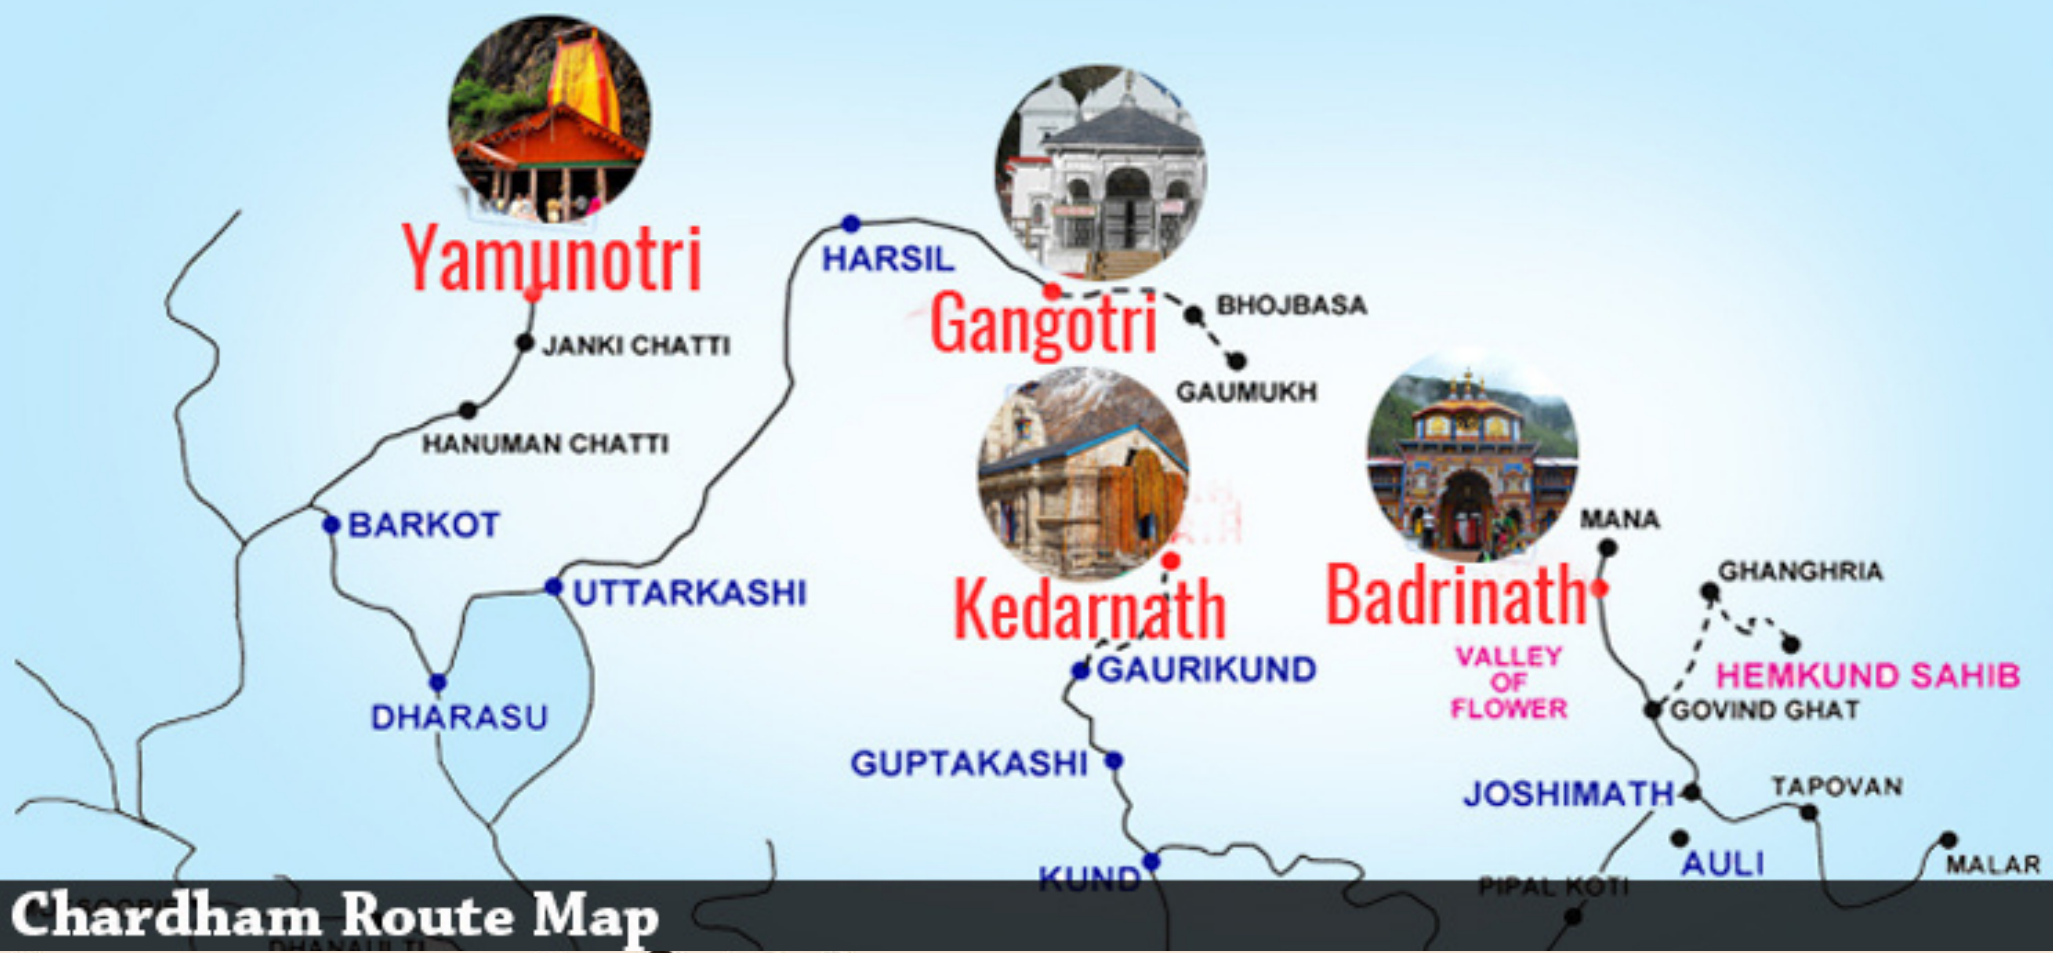 Yamunotri
HARSIL
Gangotri
BHOJBASA
JANKI CHATTI
GAUMUKH
HANUMAN CHATTI
BARKOT
MANA
GHANGHRIA
UTTARKASHI
Kedarnath
Badrinath
GAURIKUND
VALLEY
OF
FLOWER
HEMKUND SAHIB
GOVIND GHAT
DHARASU
GUPTAKASHI
JOSHIMATH
TAPOVAN
AULI
MALAR
KUND
PIPAL KOTI
Chardham Route Map
DHANAULTI